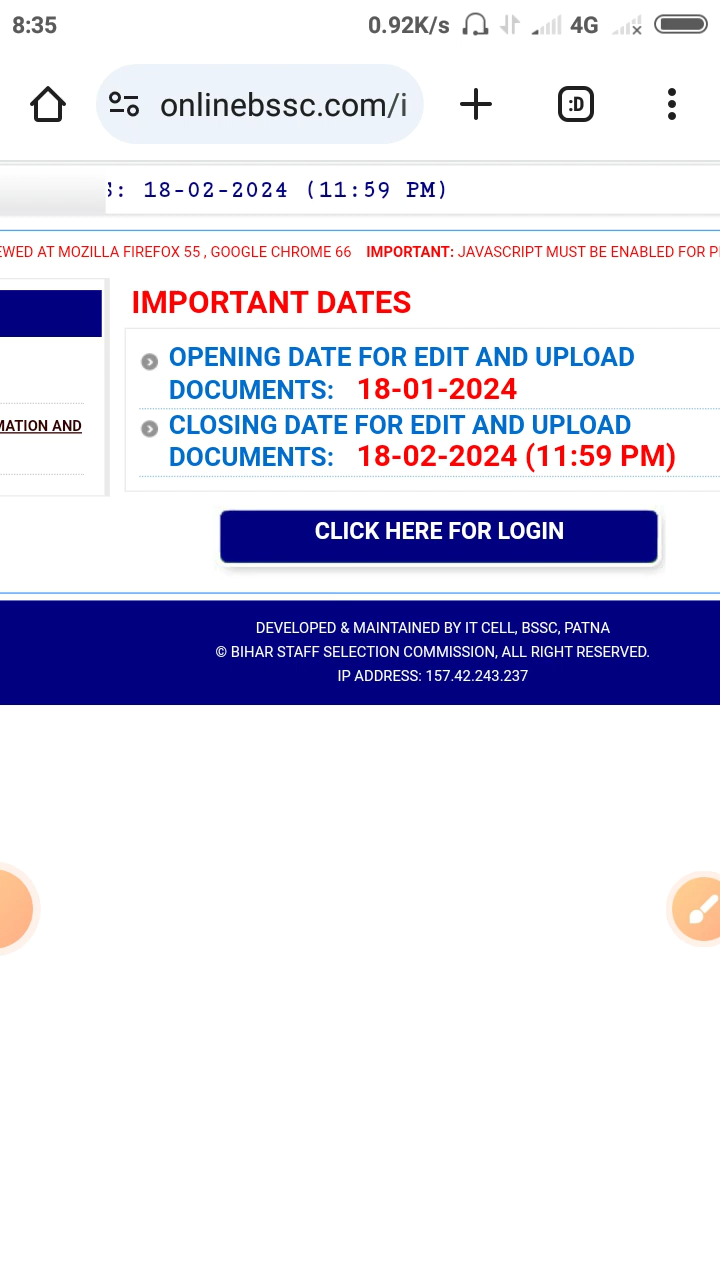 8:35 0.92K/s 4G
onlinebssc.com/i :D
: 18-02-2024 (11:59 PM)
AT MOZILLA FIREFOX 55 , GOOGLE CHROME 66 IMPORTANT: JAVASCRIPT MUST BE ENABLED FOR
IMPORTANT DATES
OPENING DATE FOR EDIT AND UPLOAD
DOCUMENTS: 18-01-2024
CLOSING DATE FOR EDIT AND UPLOAD
AND
DOCUMENTS: 18-02-2024 (11:59 PM)
CLICK HERE FOR LOGIN
DEVELOPED & MAINTAINED BY IT CELL, BSSC, PATNA
© BIHAR STAFF SELECTION COMMISSION, ALL RIGHT RESERVED.
IP ADDRESS: 157.42.243.237